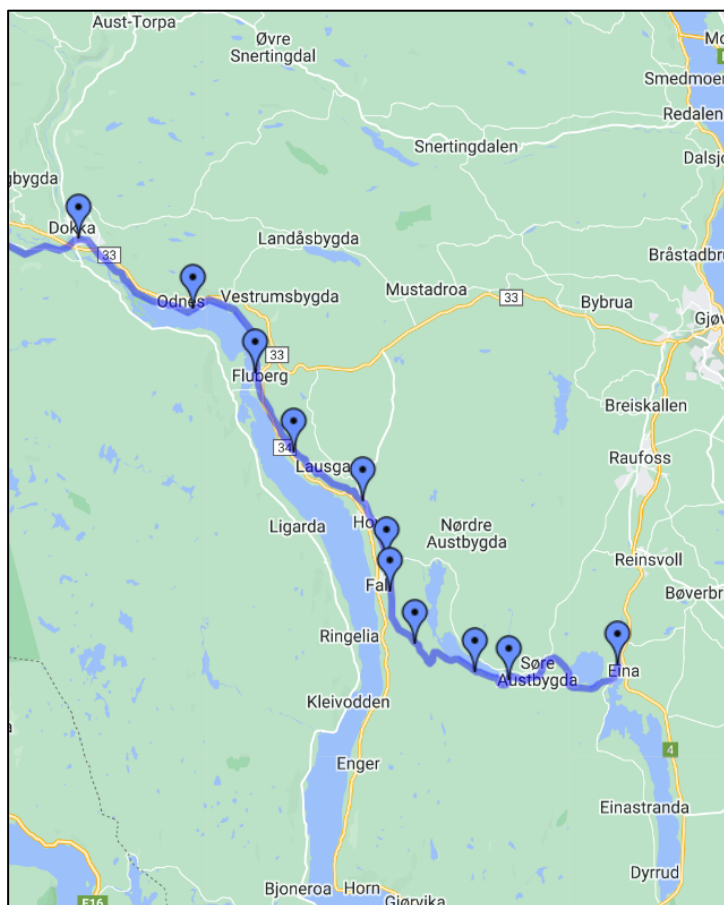 Aust-Torpa
Øvre
Snertingdal
Smedmoen
Redalen
Snertingdalen
Dalsjø
Dokka
33
Landåsbygda
Bråstadbru
Odnes
Vestrumsbygda
Mustadroa
33
Bybrua
Gjøv
33
Fluberg
Breiskallen
34
Lausga
Raufoss
Ligarda
Ho
Nørdre
Austbygda
Fall
Reinsvoll
Bøverbr
Ringelia
Søre
Austbygda
Eina
Kleivodden
4
Enger
Einastranda
Dyrrud
E16
Bjoneroa
Horn
Gjørvika